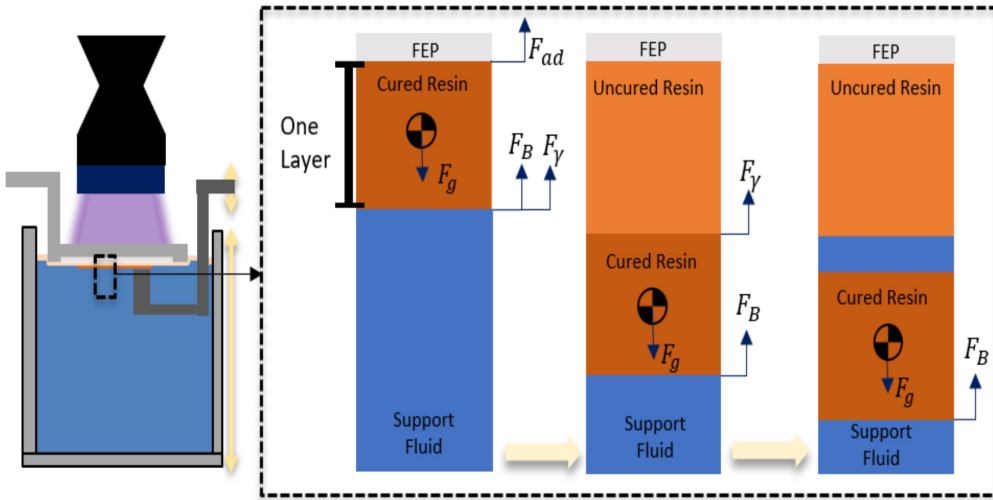 FEP
F_ad
Cured Resin
One
Layer
F_g
F_B F_γ
Support
Fluid
FEP
Uncured Resin
F_γ
Cured Resin
F_g
F_B
Support
Fluid
FEP
Uncured Resin
Cured Resin
F_g
F_B
Support
Fluid